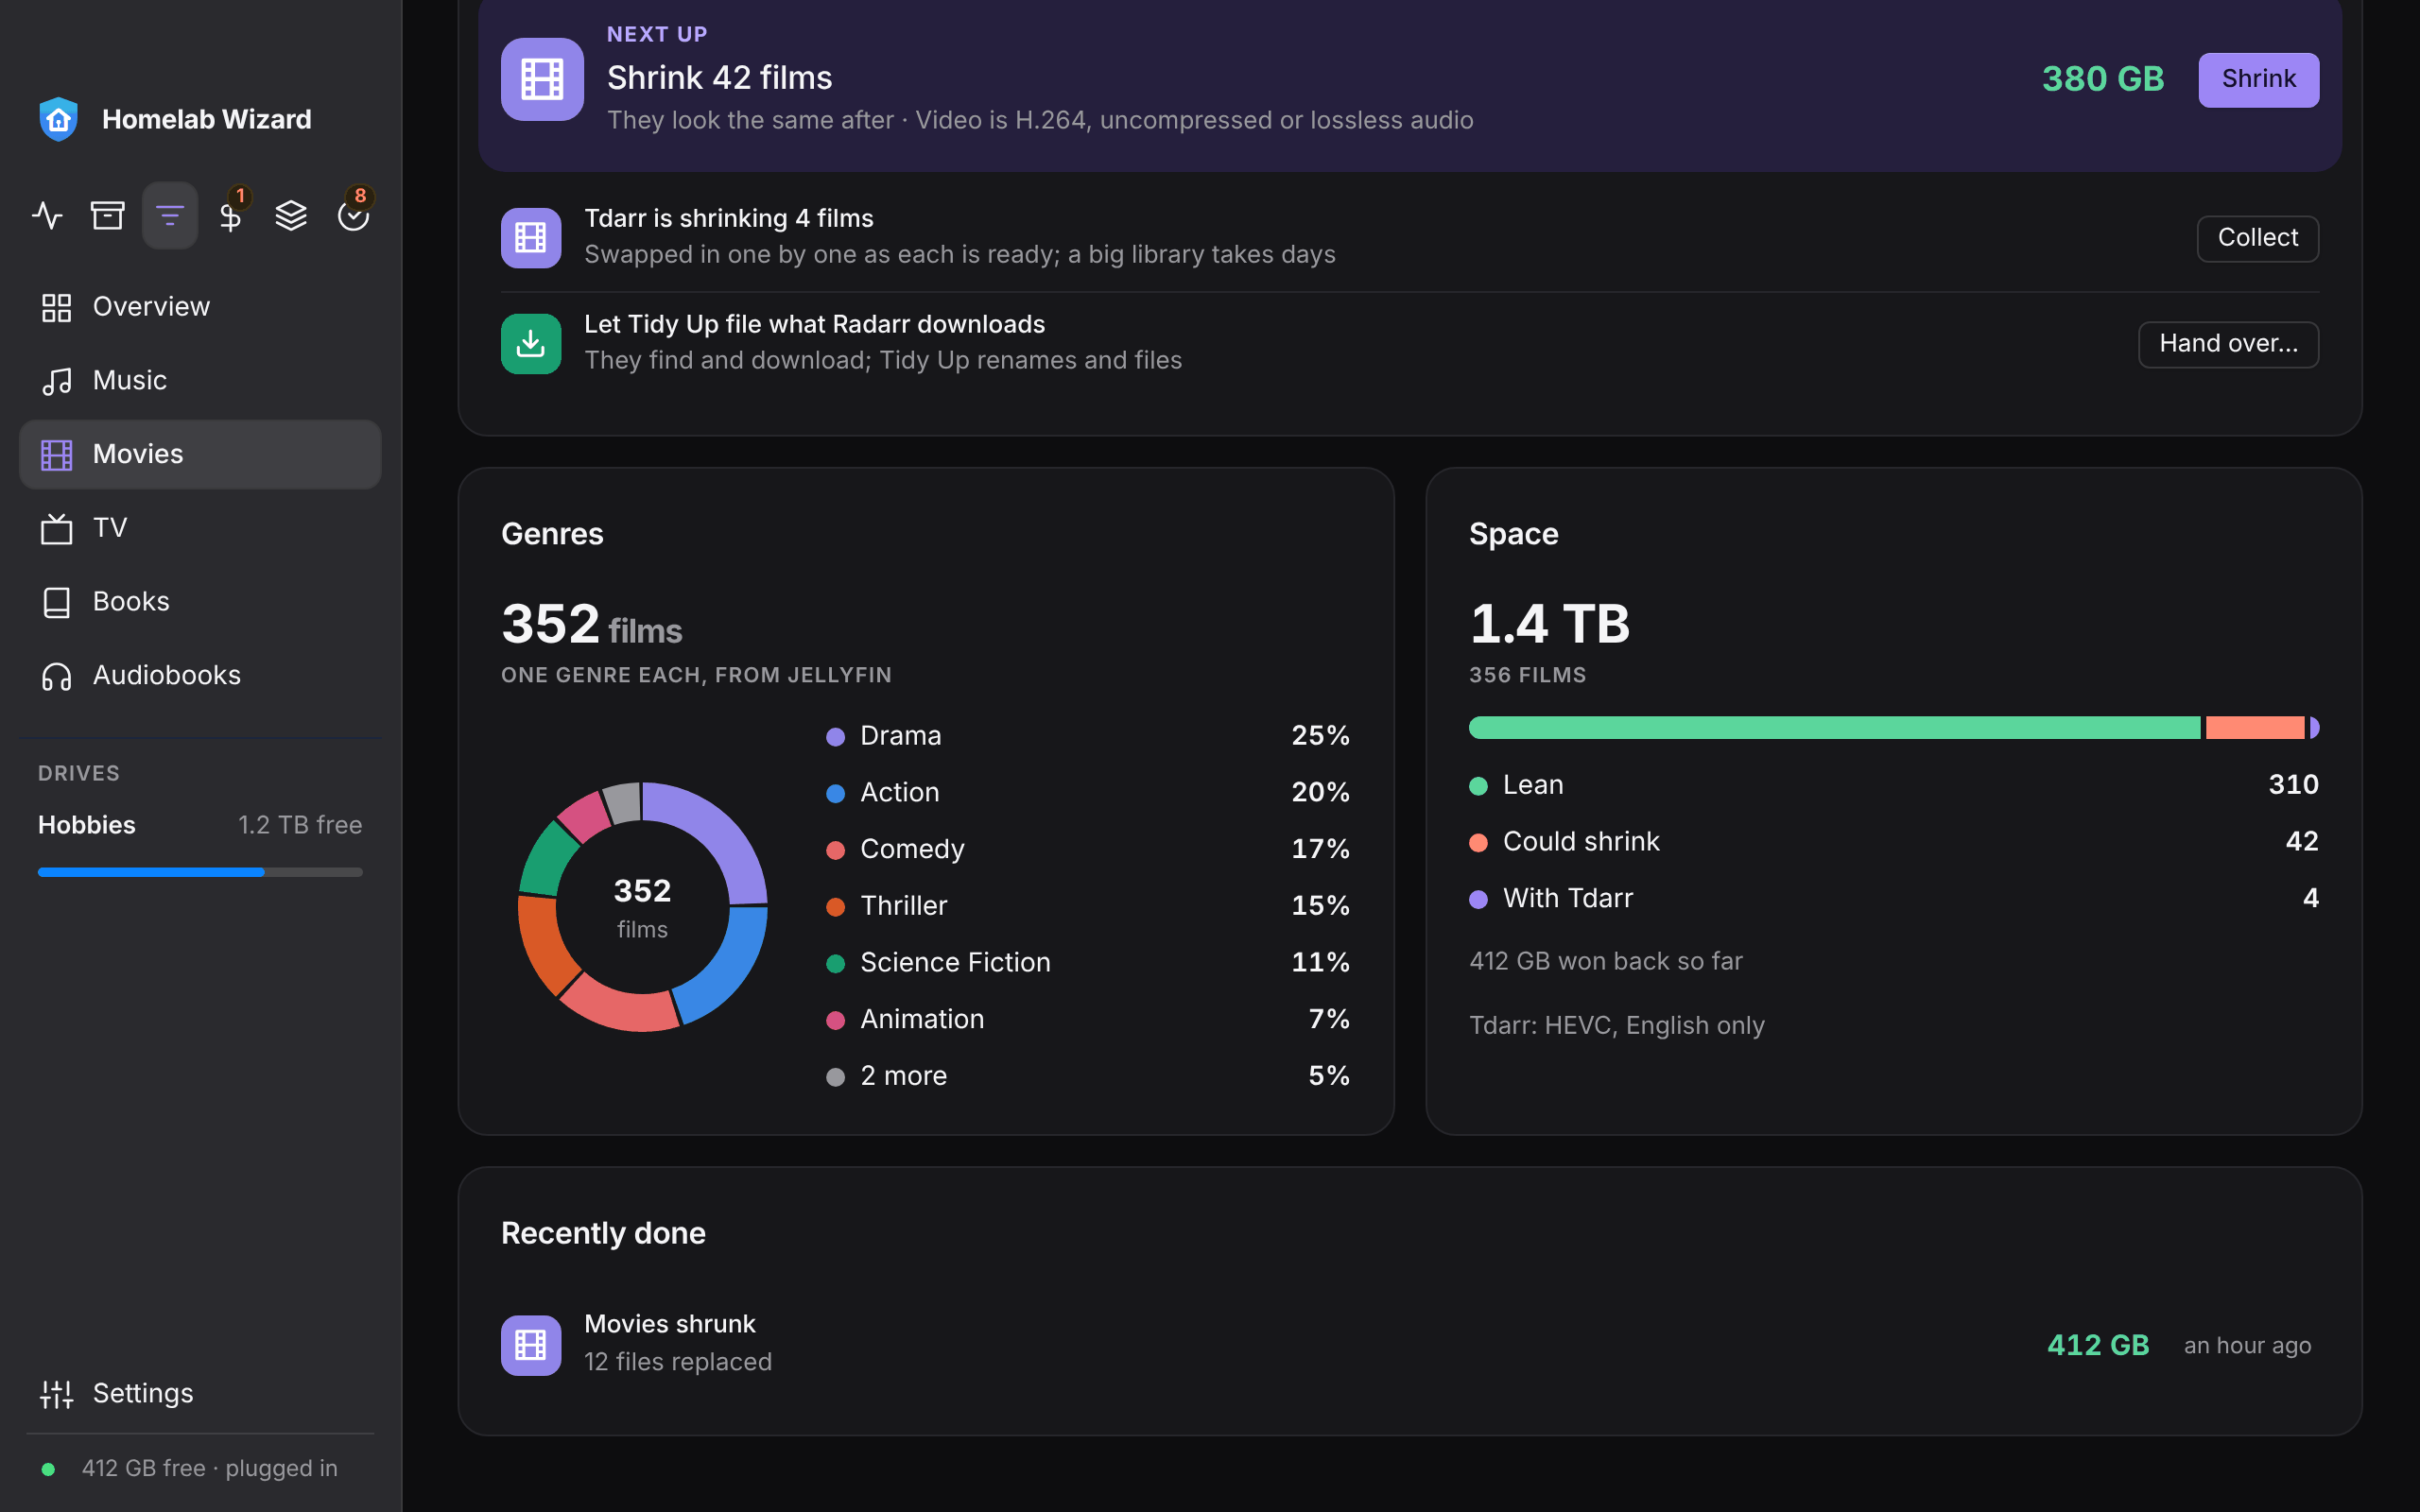 Homelab Wizard
1
8
Overview
Music
Movies
TV
Books
Audiobooks
DRIVES
Hobbies 1.2 TB free
Settings
412 GB free · plugged in
NEXT UP
Shrink 42 films
They look the same after · Video is H.264, uncompressed or lossless audio
380 GB
Shrink
Tdarr is shrinking 4 films
Swapped in one by one as each is ready; a big library takes days
Collect
Let Tidy Up file what Radarr downloads
They find and download; Tidy Up renames and files
Hand over...
Genres
352 films
ONE GENRE EACH, FROM JELLYFIN
352
films
Drama 25%
Action 20%
Comedy 17%
Thriller 15%
Science Fiction 11%
Animation 7%
2 more 5%
Space
1.4 TB
356 FILMS
Lean 310
Could shrink 42
With Tdarr 4
412 GB won back so far
Tdarr: HEVC, English only
Recently done
Movies shrunk
12 files replaced
412 GB
an hour ago